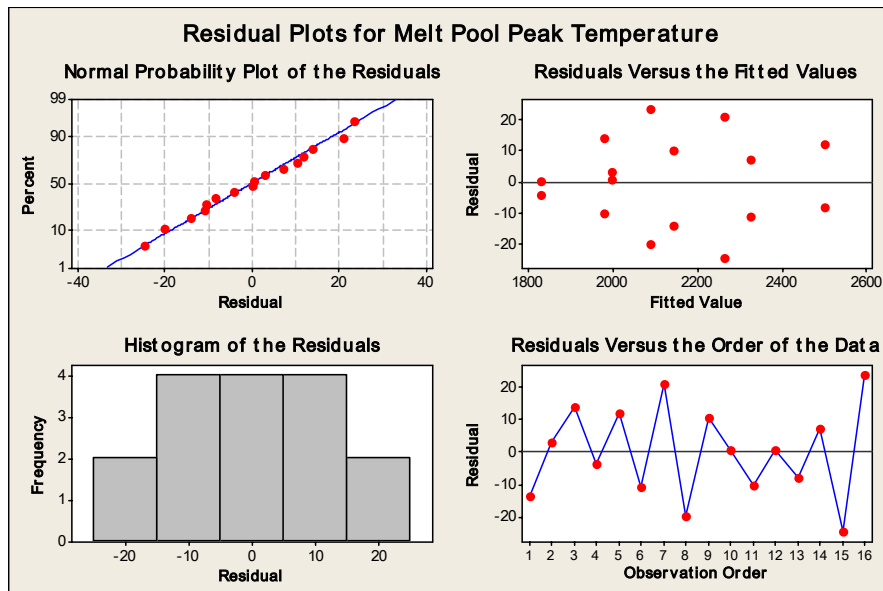 Residual Plots for Melt Pool Peak Temperature
Normal Probability Plot of the Residuals
99
90
50
10
1
Percent
-40
-20
0
20
40
Residual
Residuals Versus the Fitted Values
20
10
0
-10
-20
Residual
1800
2000
2200
2400
2600
Fitted Value
Histogram of the Residuals
4
3
2
1
0
Frequency
-20
-10
0
10
20
Residual
Residuals Versus the Order of the Data
20
10
0
-10
-20
Residual
1 2 3 4 5 6 7 8 9 10 11 12 13 14 15 16
Observation Order